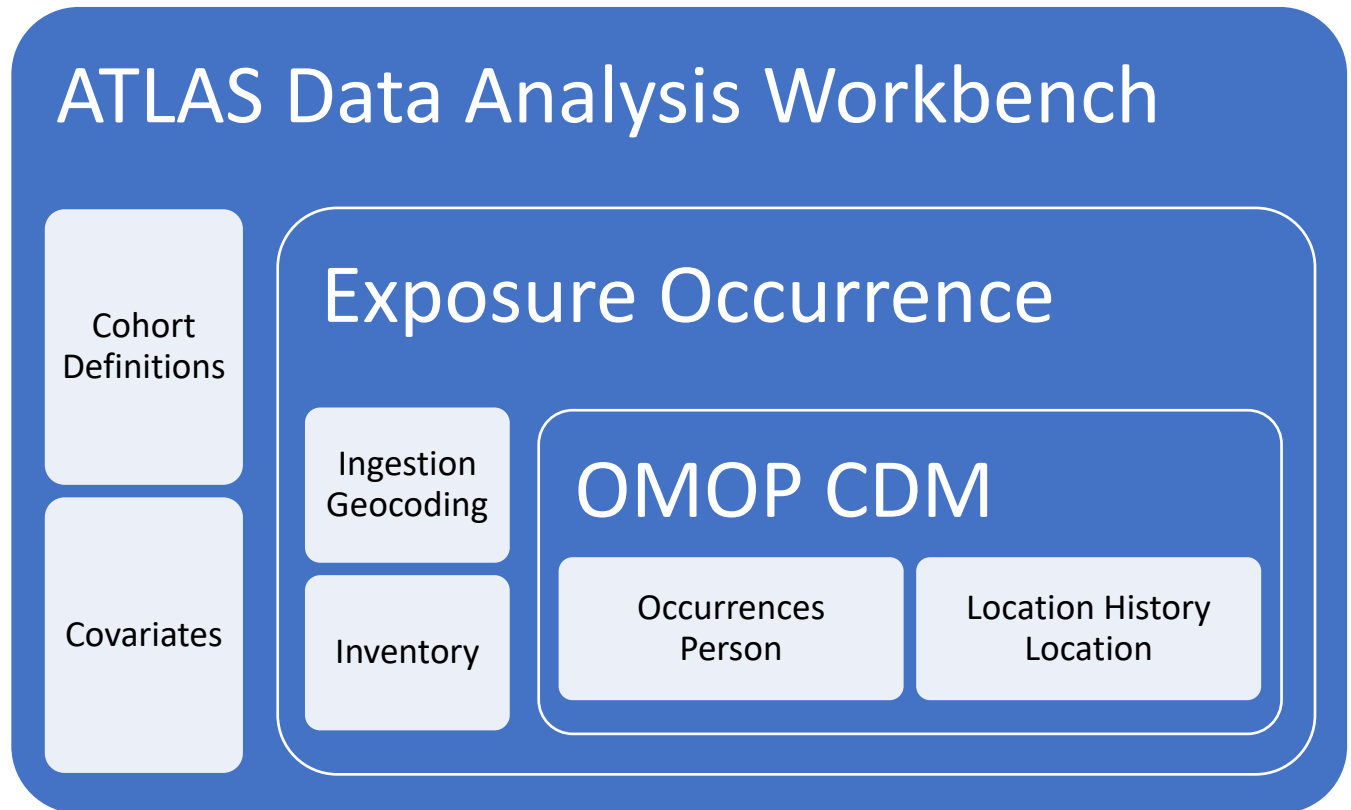 ATLAS Data Analysis Workbench
Cohort
Definitions
Covariates
Exposure Occurrence
Ingestion
Geocoding
Inventory
OMOP CDM
Occurrences
Person
Location History
Location